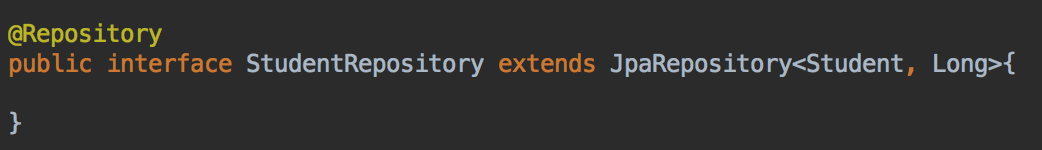 @Repository
public interface StudentRepository extends JpaRepository<Student, Long>{
}